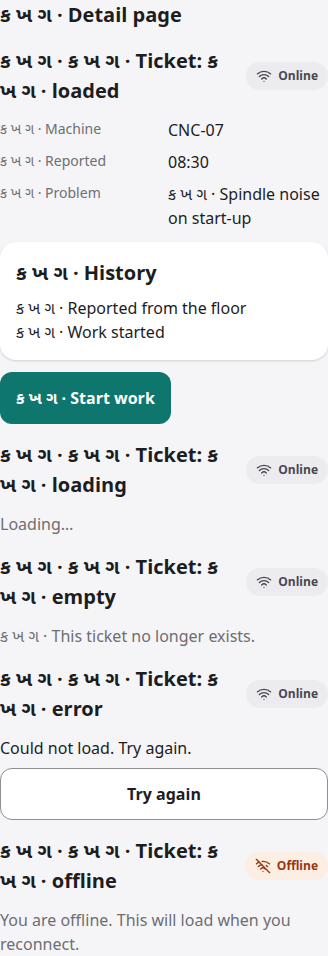 ક ખ ગ · Detail page
ક ખ ગ · ક ખ ગ · Ticket: ક
ખ ગ · loaded
Online
ક ખ ગ · Machine
CNC-07
ક ખ ગ · Reported
08:30
ક ખ ગ · Problem
ક ખ ગ · Spindle noise
on start-up
ક ખ ગ · History
ક ખ ગ · Reported from the floor
ક ખ ગ · Work started
ક ખ ગ · Start work
ક ખ ગ · ક ખ ગ · Ticket: ક
ખ ગ · loading
Online
Loading...
ક ખ ગ · ક ખ ગ · Ticket: ક
ખ ગ · empty
Online
ક ખ ગ · This ticket no longer exists.
ક ખ ગ · ક ખ ગ · Ticket: ક
ખ ગ · error
Online
Could not load. Try again.
Try again
ક ખ ગ · ક ખ ગ · Ticket: ક
ખ ગ · offline
Offline
You are offline. This will load when you
reconnect.